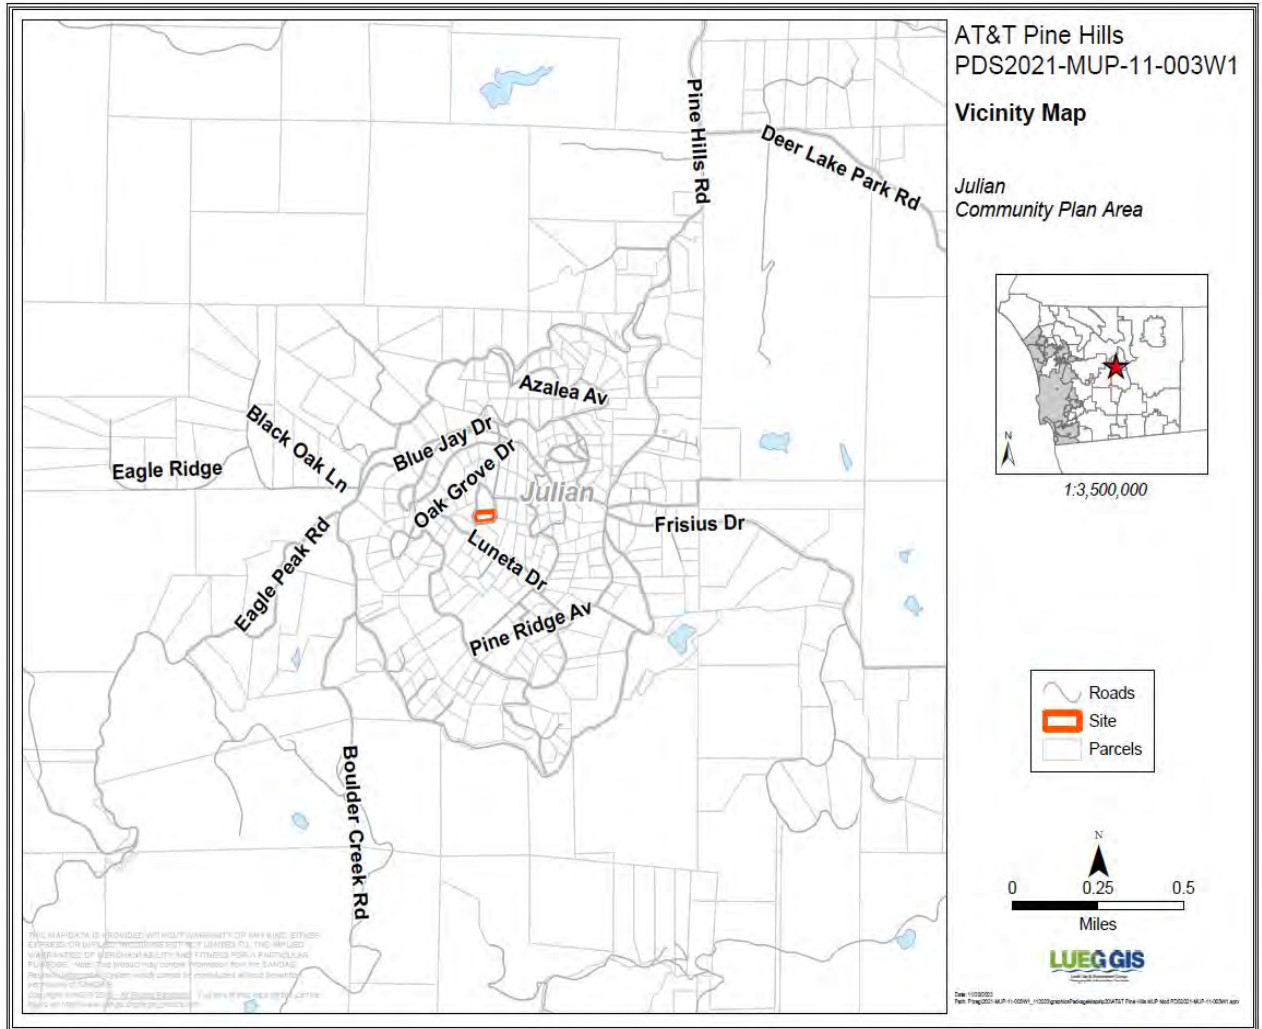 AT&T Pine Hills
PDS2021-MUP-11-003W1
Vicinity Map
Julian
Community Plan Area
N
1:3,500,000
Pine Hills Rd
Deer Lake Park Rd
Azalea Av
Black Oak Ln
Blue Jay Dr
Oak Grove Dr
Eagle Ridge
Julian
Frisius Dr
Luneta Dr
Eagle Peak Rd
Pine Ridge Av
Boulder Creek Rd
Roads
Site
Parcels
N
0 0.25 0.5
Miles
LUEG GIS